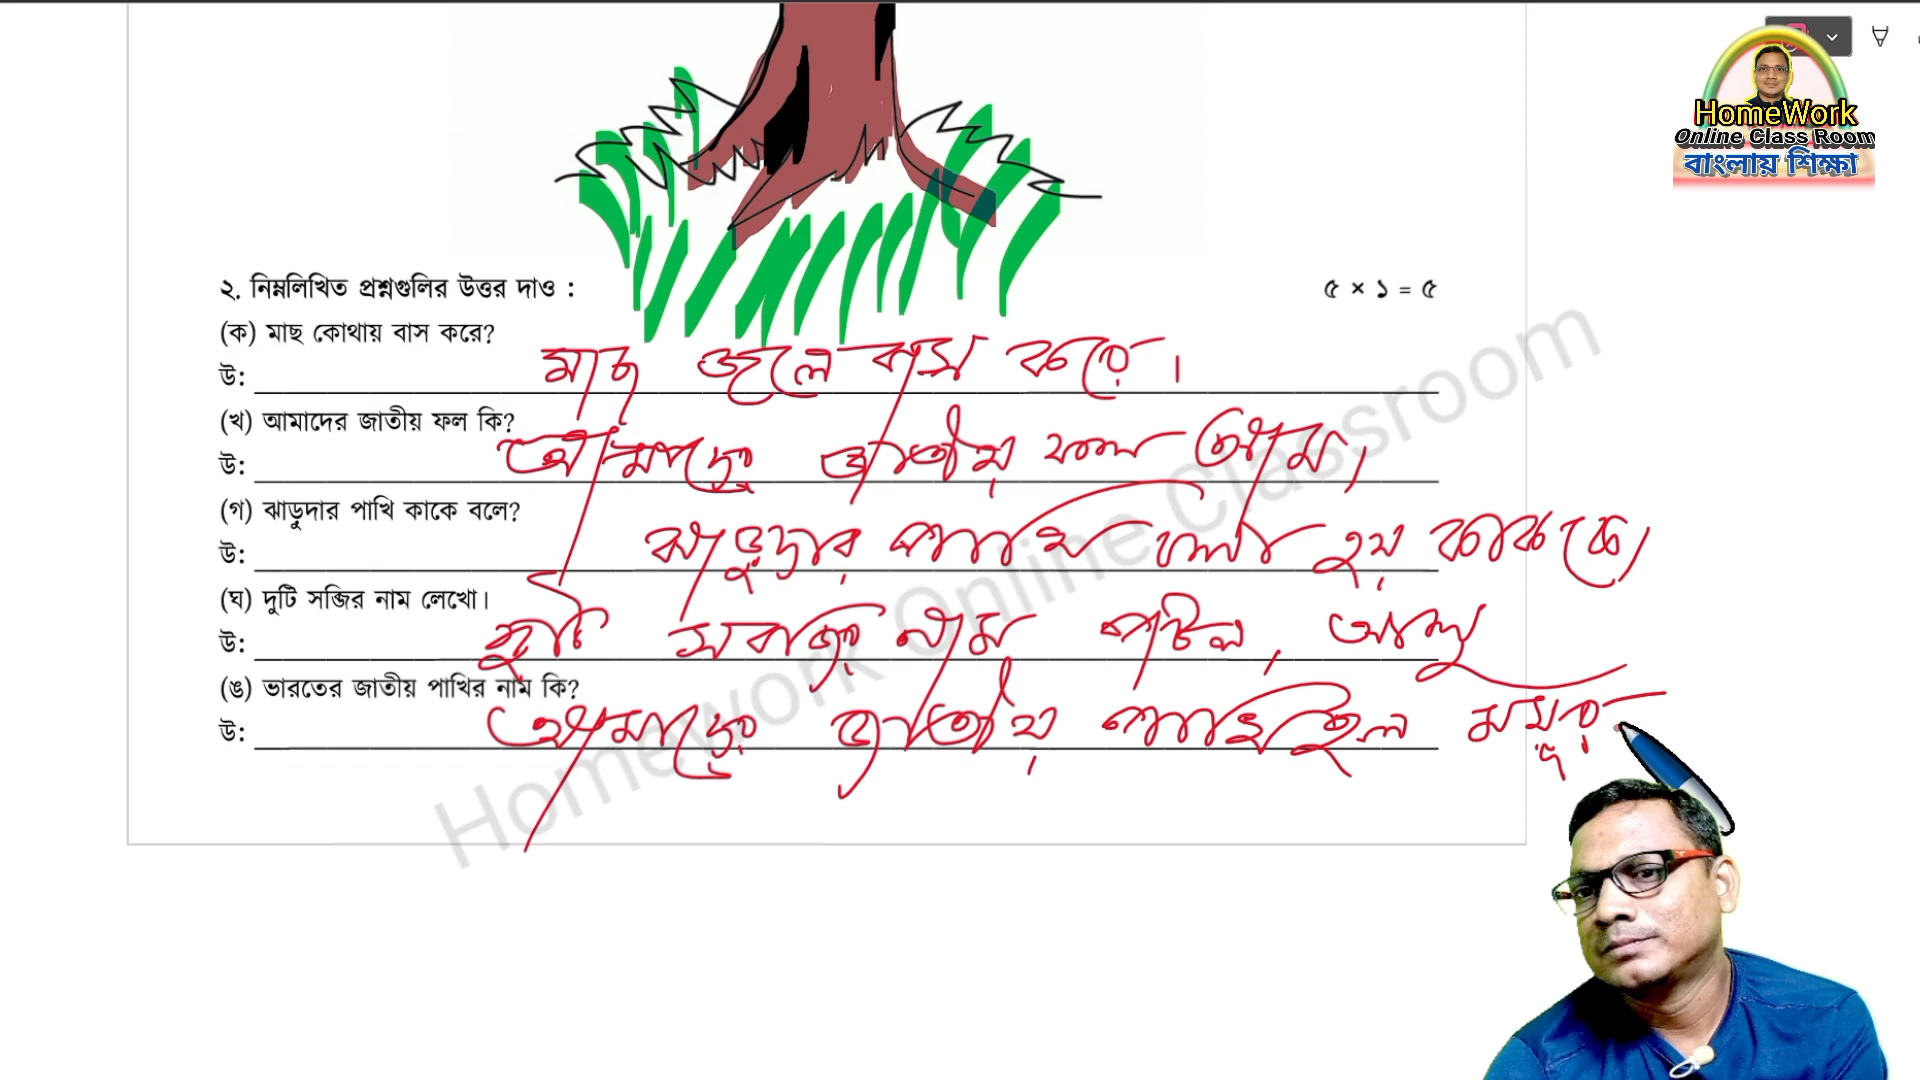 HomeWork
Online Class Room
বাংলায় শিক্ষা
২. নিম্নলিখিত প্রশ্নগুলির উত্তর দাও : ৫ × ১ = ৫
(ক) মাছ কোথায় বাস করে?
উ: মাছ জলে বাস করে।
(খ) আমাদের জাতীয় ফল কি?
উ: আমাদের জাতীয় ফল আম।
(গ) ঝাড়ুদার পাখি কাকে বলে?
উ: ঝাড়ুদার পাখি বলা হয় কাককে।
(ঘ) দুটি সব্জির নাম লেখো।
উ: দুটি সবজির নাম পটল, আলু
(ঙ) ভারতের জাতীয় পাখির নাম কি?
উ: আমাদের জাতীয় পাখি হল ময়ূর
Homework Online Classroom